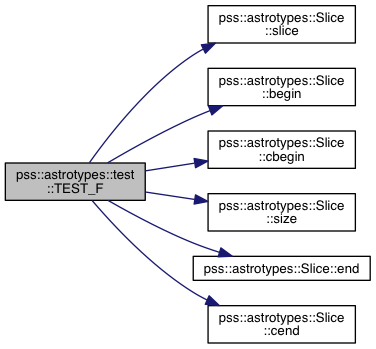 pss::astrotypes::Slice
::slice
pss::astrotypes::Slice
::begin
pss::astrotypes::Slice
::cbegin
pss::astrotypes::test
::TEST_F
pss::astrotypes::Slice
::size
pss::astrotypes::Slice::end
pss::astrotypes::Slice
::cend